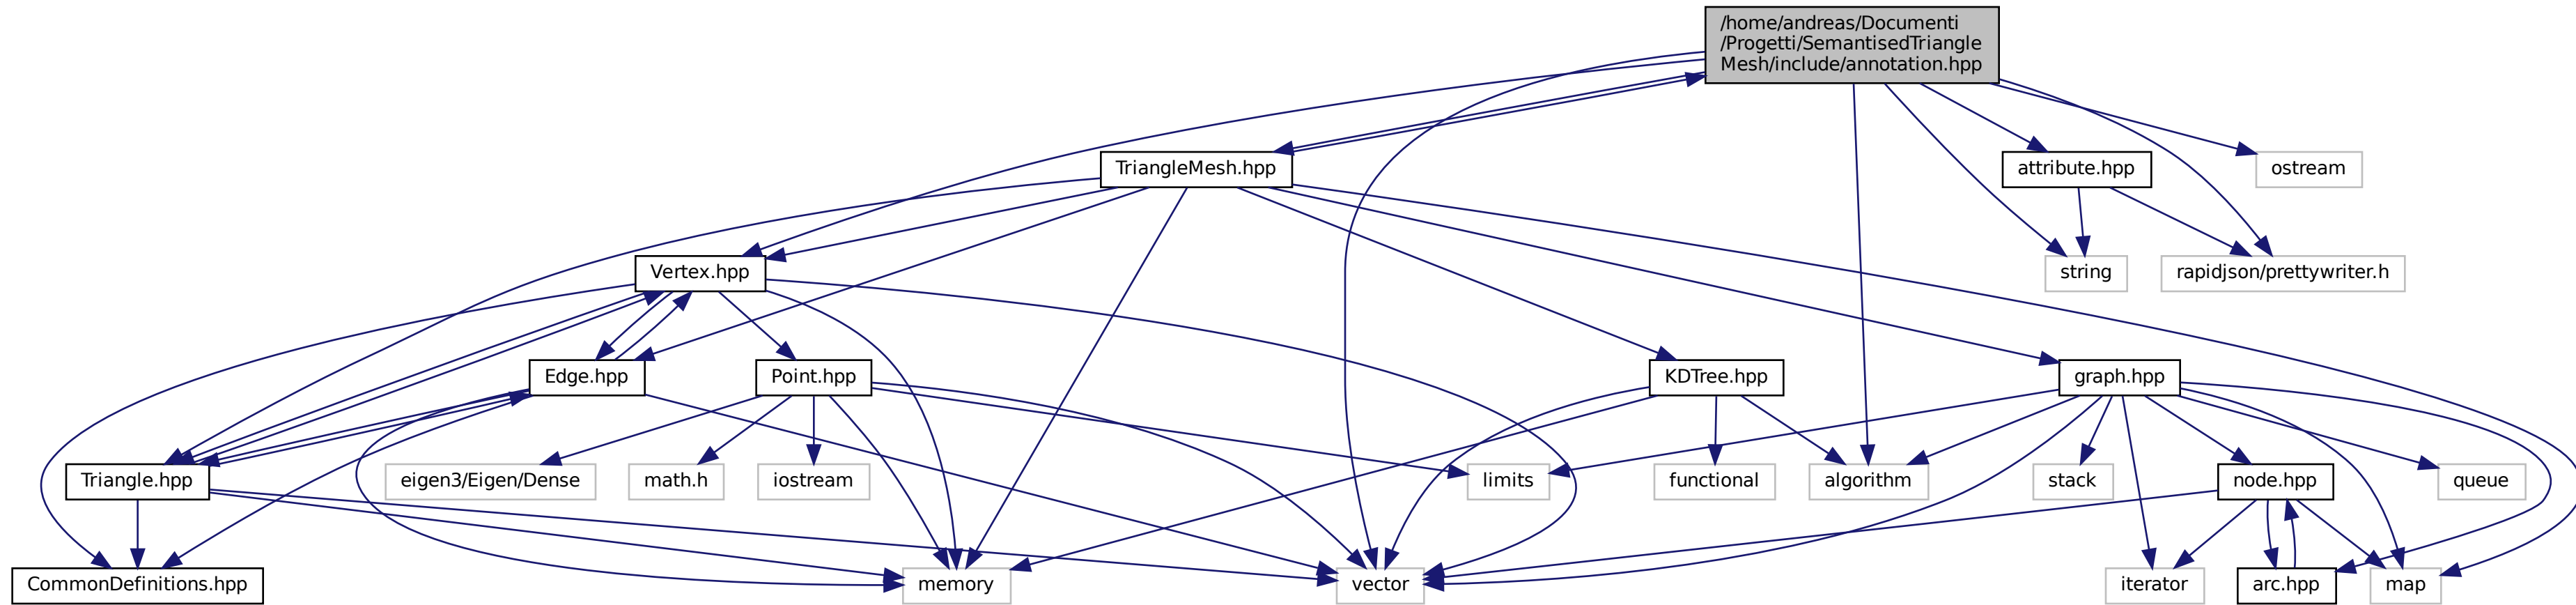 /home/andreas/Documenti
/Progetti/SemantisedTriangle
Mesh/include/annotation.hpp
TriangleMesh.hpp
attribute.hpp
ostream
Vertex.hpp
string
rapidjson/prettywriter.h
Edge.hpp
Point.hpp
KDTree.hpp
graph.hpp
Triangle.hpp
eigen3/Eigen/Dense
math.h
iostream
limits
functional
algorithm
stack
node.hpp
queue
CommonDefinitions.hpp
memory
vector
iterator
arc.hpp
map